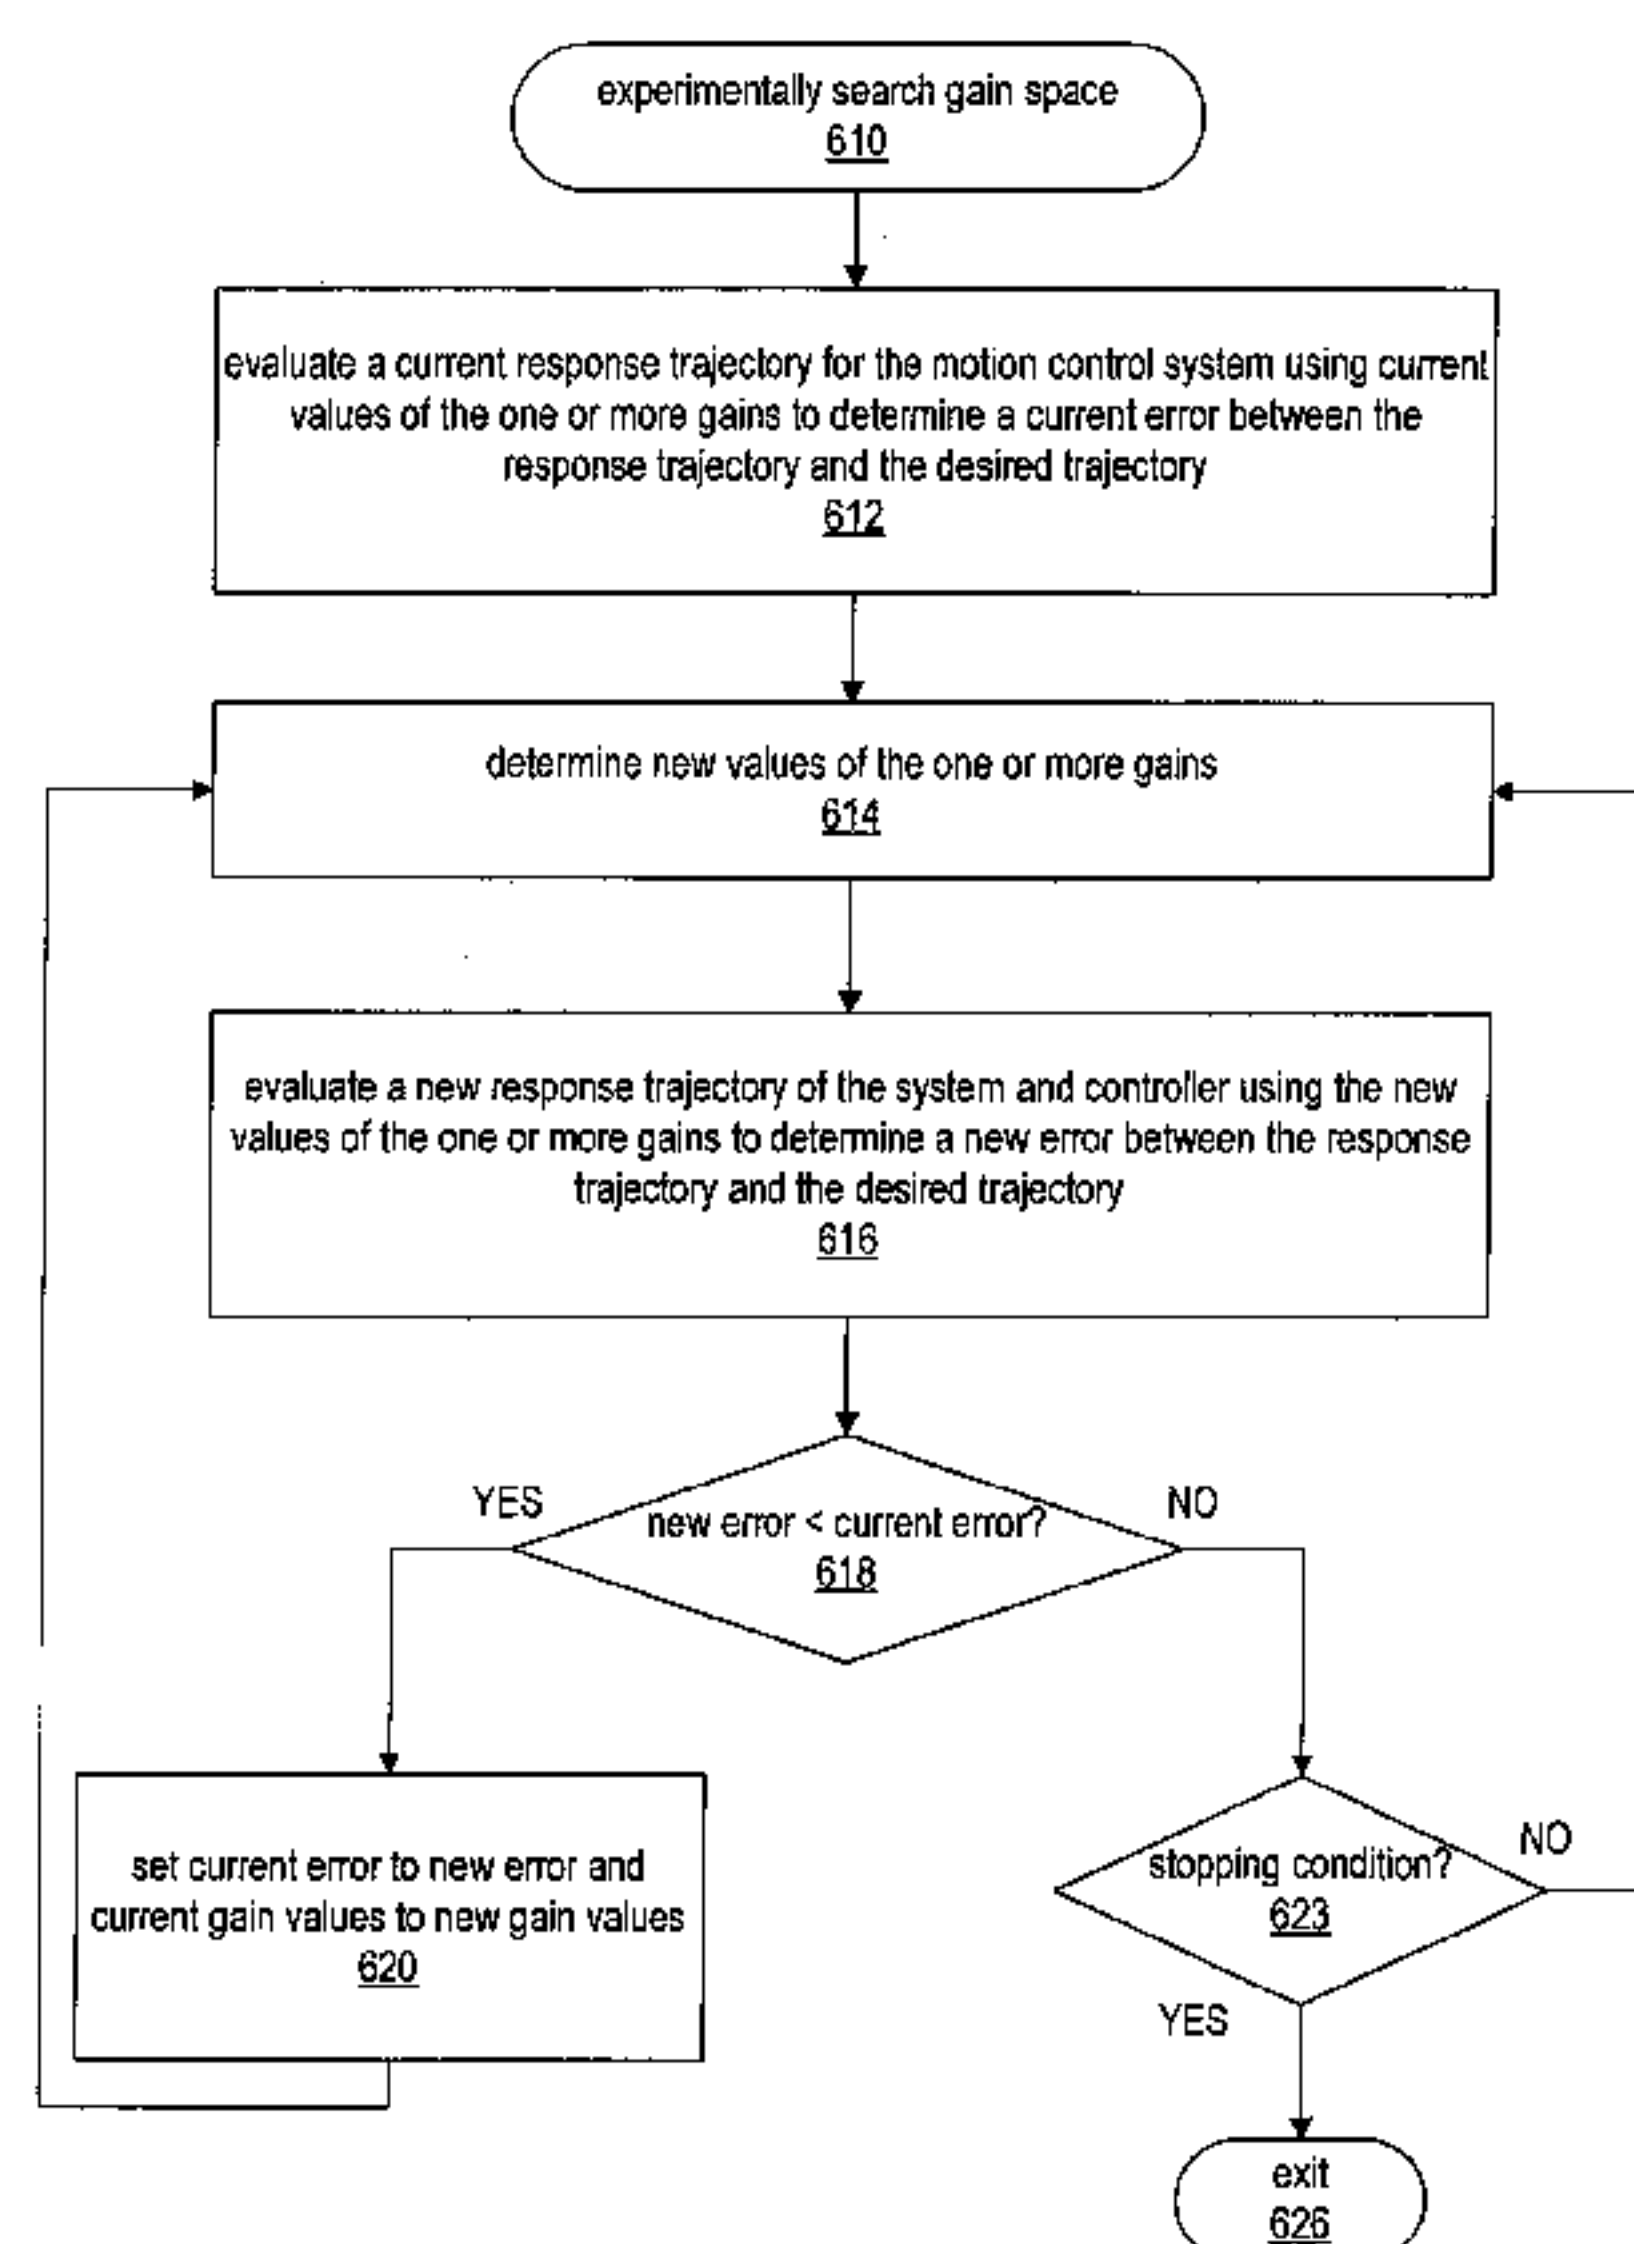 experimentally search gain space
610
evaluate a current response trajectory for the motion control system using current
values of the one or more gains to determine a current error between the
response trajectory and the desired trajectory
612
determine new values of the one or more gains
614
evaluate a new response trajectory of the system and controller using the new
values of the one or more gains to determine a new error between the response
trajectory and the desired trajectory
616
YES
NO
new error < current error?
618
set current error to new error and
current gain values to new gain values
620
NO
stopping condition?
623
YES
exit
626